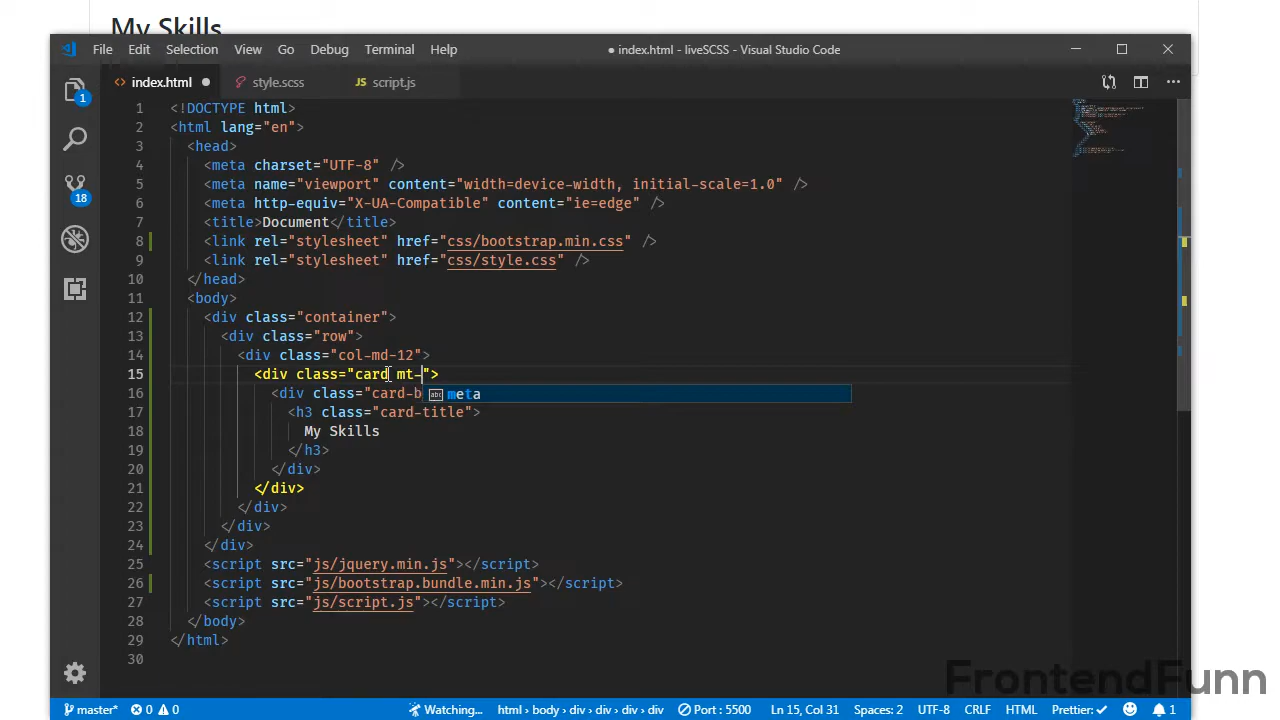 My Skills
File Edit Selection View Go Debug Terminal Help
● index.html - liveSCSS - Visual Studio Code
<> index.html ● style.scss JS script.js
1 <!DOCTYPE html>
2 <html lang="en">
3 <head>
4 <meta charset="UTF-8" />
5 <meta name="viewport" content="width=device-width, initial-scale=1.0" />
6 <meta http-equiv="X-UA-Compatible" content="ie=edge" />
7 <title>Document</title>
8 <link rel="stylesheet" href="css/bootstrap.min.css" />
9 <link rel="stylesheet" href="css/style.css" />
10 </head>
11 <body>
12 <div class="container">
13 <div class="row">
14 <div class="col-md-12">
15 <div class="card mt-">
16 <div class="card-b
abc meta
17 <h3 class="card-title">
18 My Skills
19 </h3>
20 </div>
21 </div>
22 </div>
23 </div>
24 </div>
25 <script src="js/jquery.min.js"></script>
26 <script src="js/bootstrap.bundle.min.js"></script>
27 <script src="js/script.js"></script>
28 </body>
29 </html>
30
1
18
FrontendFunn
master* 0 0 Watching... html › body › div › div › div › div Port : 5500 Ln 15, Col 31 Spaces: 2 UTF-8 CRLF HTML Prettier: ✓ 1